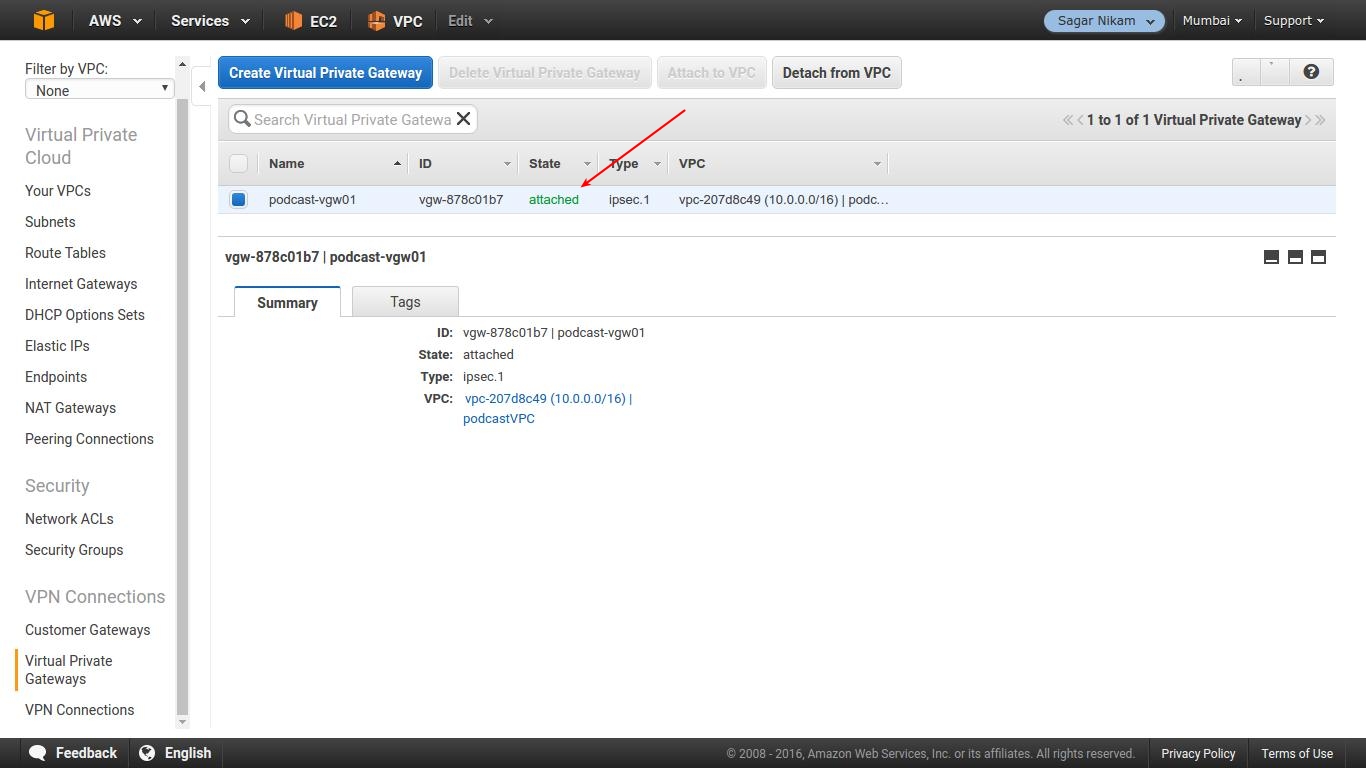 AWS Services EC2 VPC Edit Sagar Nikam Mumbai Support
Filter by VPC:
None
Virtual Private
Cloud
Your VPCs
Subnets
Route Tables
Internet Gateways
DHCP Options Sets
Elastic IPs
Endpoints
NAT Gateways
Peering Connections
Security
Network ACLs
Security Groups
VPN Connections
Customer Gateways
Virtual Private
Gateways
VPN Connections
Create Virtual Private Gateway Delete Virtual Private Gateway Attach to VPC Detach from VPC
Search Virtual Private Gatewa 1 to 1 of 1 Virtual Private Gateway
Name ID State Type VPC
podcast-vgw01 vgw-878c01b7 attached ipsec.1 vpc-207d8c49 (10.0.0.0/16) | podc...
vgw-878c01b7 | podcast-vgw01
Summary Tags
ID: vgw-878c01b7 | podcast-vgw01
State: attached
Type: ipsec.1
VPC: vpc-207d8c49 (10.0.0.0/16) |
podcastVPC
Feedback English © 2008 - 2016, Amazon Web Services, Inc. or its affiliates. All rights reserved. Privacy Policy Terms of Use